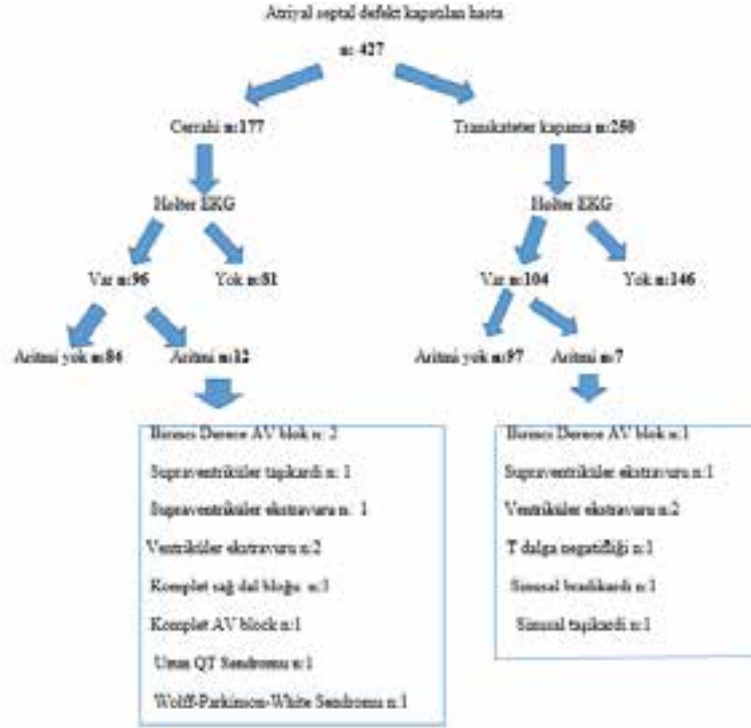 Atriyal septal defekt kapatılan hasta
n: 427
Cerrahi n:177
Transkateter kapama n:250
Holter EKG
Holter EKG
Var n:96
Yok n:81
Var n:104
Yok n:146
Aritmi yok n:84
Aritmi n:12
Aritmi yok n:97
Aritmi n:7
Birinci Derece AV blok n: 2
Supraventriküler taşikardi n: 1
Supraventriküler ekstravuru n: 1
Ventriküler ekstravuru n:2
Komplet sağ dal bloğu n:3
Komplet AV block n:1
Uzun QT Sendromu n:1
Wolff-Parkinson-White Sendromu n:1
Birinci Derece AV blok n:1
Supraventriküler ekstravuru n:1
Ventriküler ekstravuru n:2
T dalga negatifliği n:1
Sinusal bradikardi n:1
Sinusal taşikardi n:1